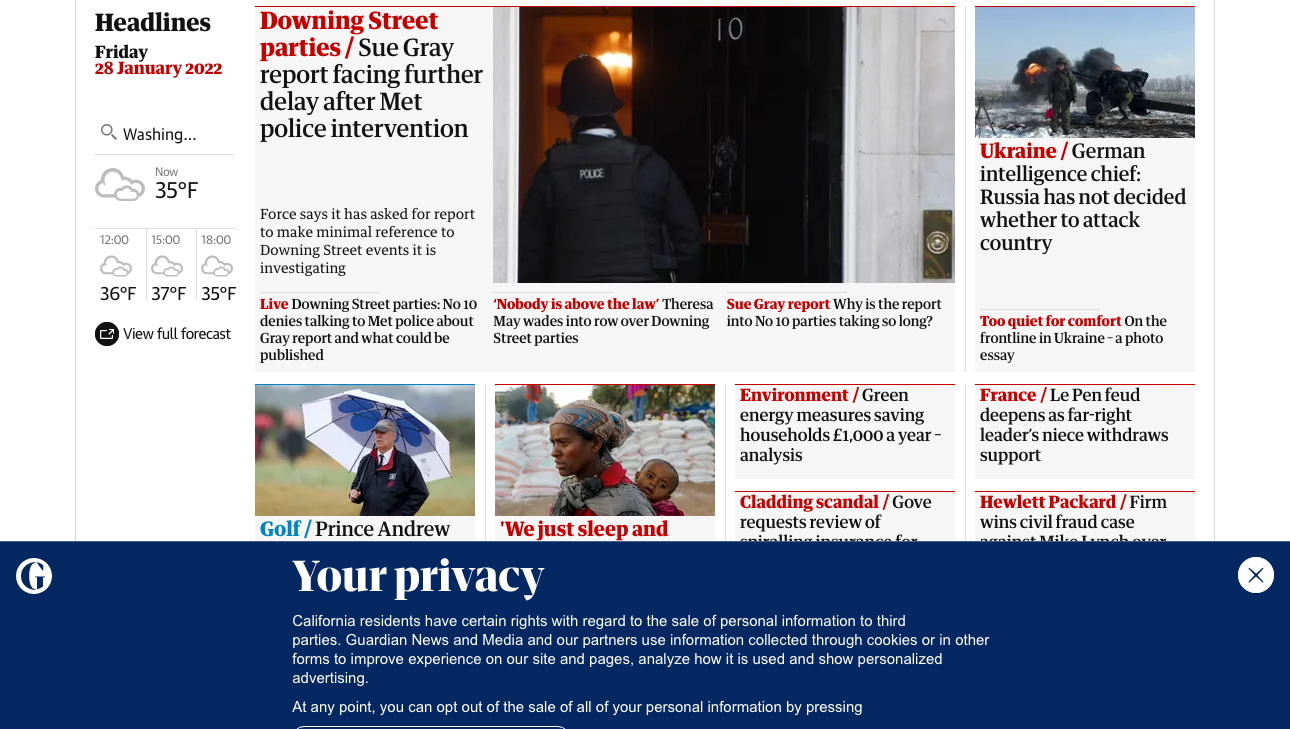 Headlines
Friday
28 January 2022
Washing...
Now
35°F
12:00
15:00
18:00
36°F
37°F
35°F
View full forecast
Downing Street
parties / Sue Gray
report facing further
delay after Met
police intervention
Force says it has asked for report
to make minimal reference to
Downing Street events it is
investigating
10
POLICE
Live Downing Street parties: No 10
denies talking to Met police about
Gray report and what could be
published
‘Nobody is above the law’ Theresa
May wades into row over Downing
Street parties
Sue Gray report Why is the report
into No 10 parties taking so long?
Ukraine / German
intelligence chief:
Russia has not decided
whether to attack
country
Too quiet for comfort On the
frontline in Ukraine – a photo
essay
Golf / Prince Andrew
'We just sleep and
Environment / Green
energy measures saving
households £1,000 a year –
analysis
Cladding scandal / Gove
requests review of
spiralling insurance for
France / Le Pen feud
deepens as far-right
leader’s niece withdraws
support
Hewlett Packard / Firm
wins civil fraud case
against Mike Lynch over
Your privacy
California residents have certain rights with regard to the sale of personal information to third
parties. Guardian News and Media and our partners use information collected through cookies or in other
forms to improve experience on our site and pages, analyze how it is used and show personalized
advertising.
At any point, you can opt out of the sale of all of your personal information by pressing